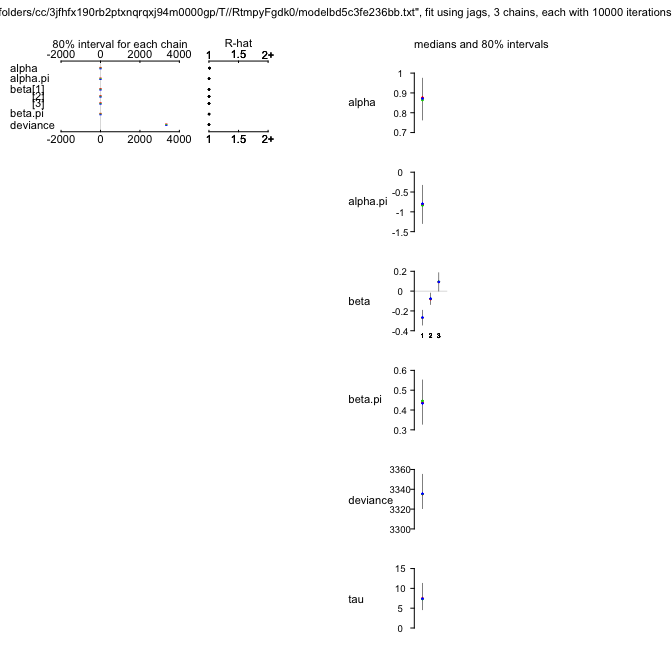 folders/cc/3jfhfx190rb2ptxnqrqxj94m0000gp/T//RtmpyFgdk0/modelbd5c3fe236bb.txt", fit using jags, 3 chains, each with 10000 iterations
80% interval for each chain R-hat
-2000 0 2000 4000 1 1.5 2+
alpha
alpha.pi
beta[1]
[2]
[3]
beta.pi
deviance
-2000 0 2000 4000 1 1.5 2+
medians and 80% intervals
alpha
1
0.9
0.8
0.7
alpha.pi
0
-0.5
-1
-1.5
beta
0.2
0
-0.2
-0.4
1 2 3
beta.pi
0.6
0.5
0.4
0.3
deviance
3360
3340
3320
3300
tau
15
10
5
0